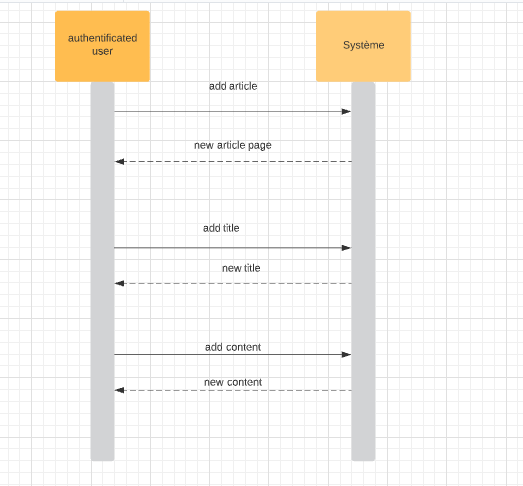 authentificated
user
Système
add article
new article page
add title
new title
add content
new content